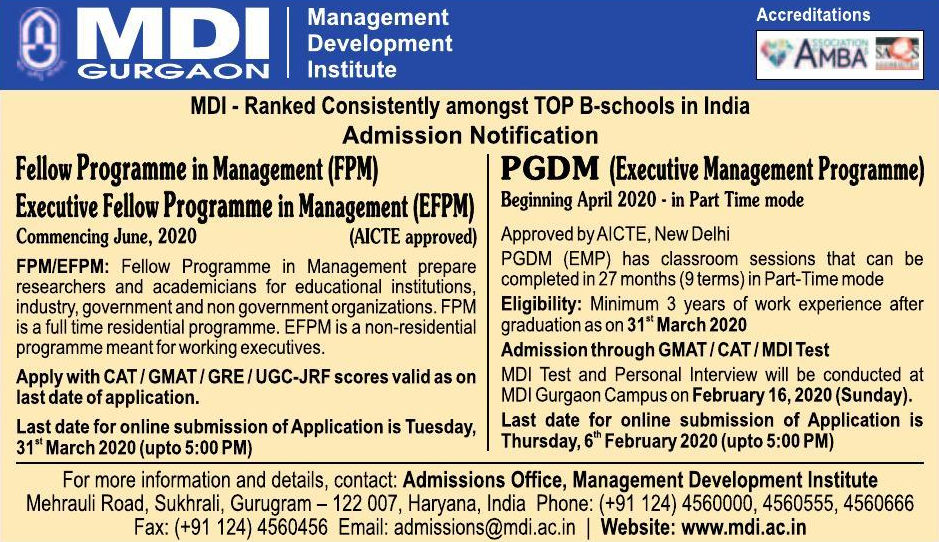 MDI
GURGAON
Management
Development
Institute
Accreditations
ASSOCIATION
AMBA
MDI - Ranked Consistently amongst TOP B-schools in India
Admission Notification
Fellow Programme in Management (FPM)
Executive Fellow Programme in Management (EFPM)
Commencing June, 2020 (AICTE approved)
FPM/EFPM: Fellow Programme in Management prepare
researchers and academicians for educational institutions,
industry, government and non government organizations. FPM
is a full time residential programme. EFPM is a non-residential
programme meant for working executives.
Apply with CAT / GMAT / GRE / UGC-JRF scores valid as on
last date of application.
Last date for online submission of Application is Tuesday,
31st March 2020 (upto 5:00 PM)
PGDM (Executive Management Programme)
Beginning April 2020 - in Part Time mode
Approved by AICTE, New Delhi
PGDM (EMP) has classroom sessions that can be
completed in 27 months (9 terms) in Part-Time mode
Eligibility: Minimum 3 years of work experience after
graduation as on 31st March 2020
Admission through GMAT / CAT / MDI Test
MDI Test and Personal Interview will be conducted at
MDI Gurgaon Campus on February 16, 2020 (Sunday).
Last date for online submission of Application is
Thursday, 6th February 2020 (upto 5:00 PM)
For more information and details, contact: Admissions Office, Management Development Institute
Mehrauli Road, Sukhrali, Gurugram – 122 007, Haryana, India Phone: (+91 124) 4560000, 4560555, 4560666
Fax: (+91 124) 4560456 Email: admissions@mdi.ac.in | Website: www.mdi.ac.in